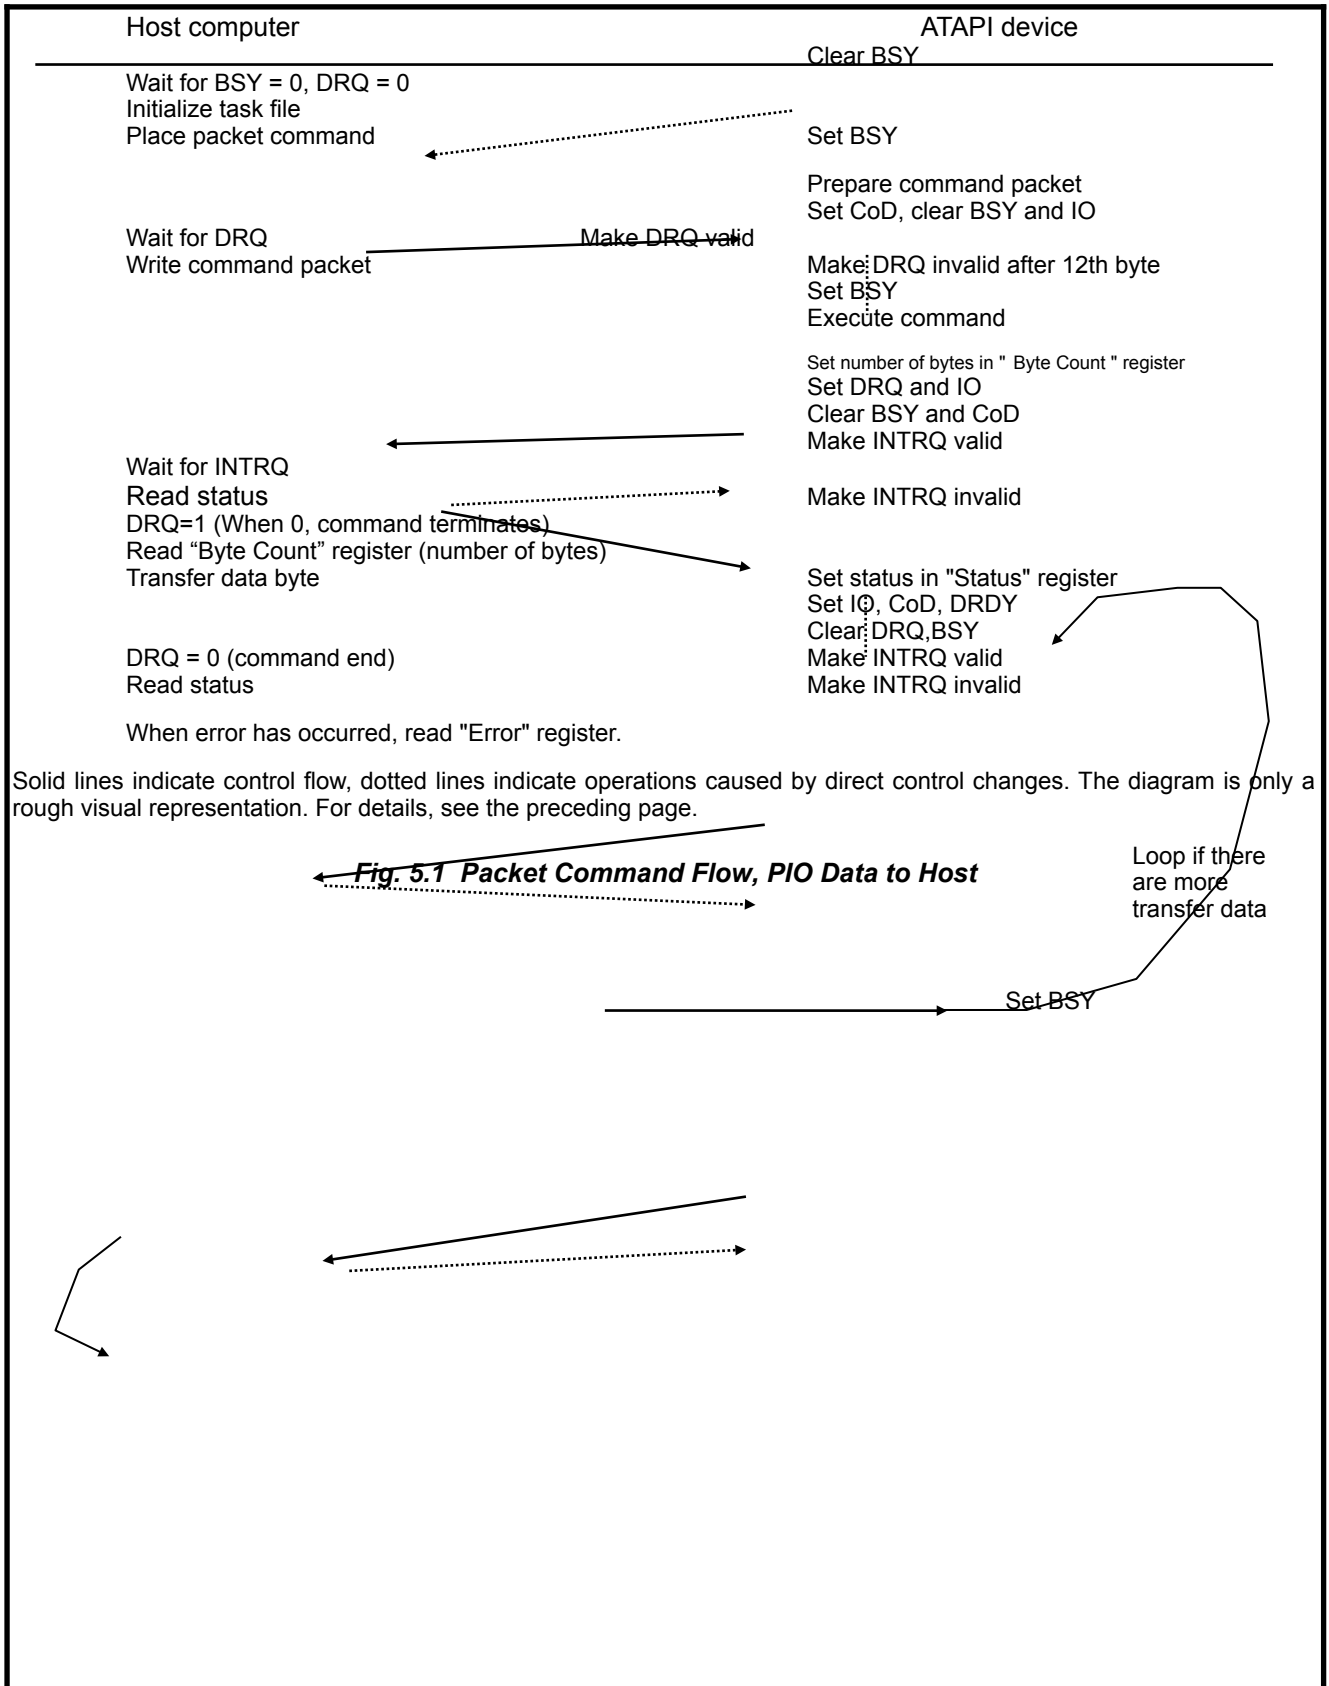 Host computer ATAPI device
Clear BSY
Wait for BSY = 0, DRQ = 0
Initialize task file
Place packet command Set BSY
Prepare command packet
Set CoD, clear BSY and IO
Wait for DRQ Make DRQ valid
Write command packet Make DRQ invalid after 12th byte
Set BSY
Execute command
Set number of bytes in " Byte Count " register
Set DRQ and IO
Clear BSY and CoD
Make INTRQ valid
Wait for INTRQ
Read status Make INTRQ invalid
DRQ=1 (When 0, command terminates)
Read “Byte Count” register (number of bytes)
Transfer data byte Set status in "Status" register
Set IO, CoD, DRDY
Clear DRQ,BSY
DRQ = 0 (command end) Make INTRQ valid
Read status Make INTRQ invalid
When error has occurred, read "Error" register.
Solid lines indicate control flow, dotted lines indicate operations caused by direct control changes. The diagram is only a
rough visual representation. For details, see the preceding page.
Fig. 5.1 Packet Command Flow, PIO Data to Host
Loop if there
are more
transfer data
Set BSY